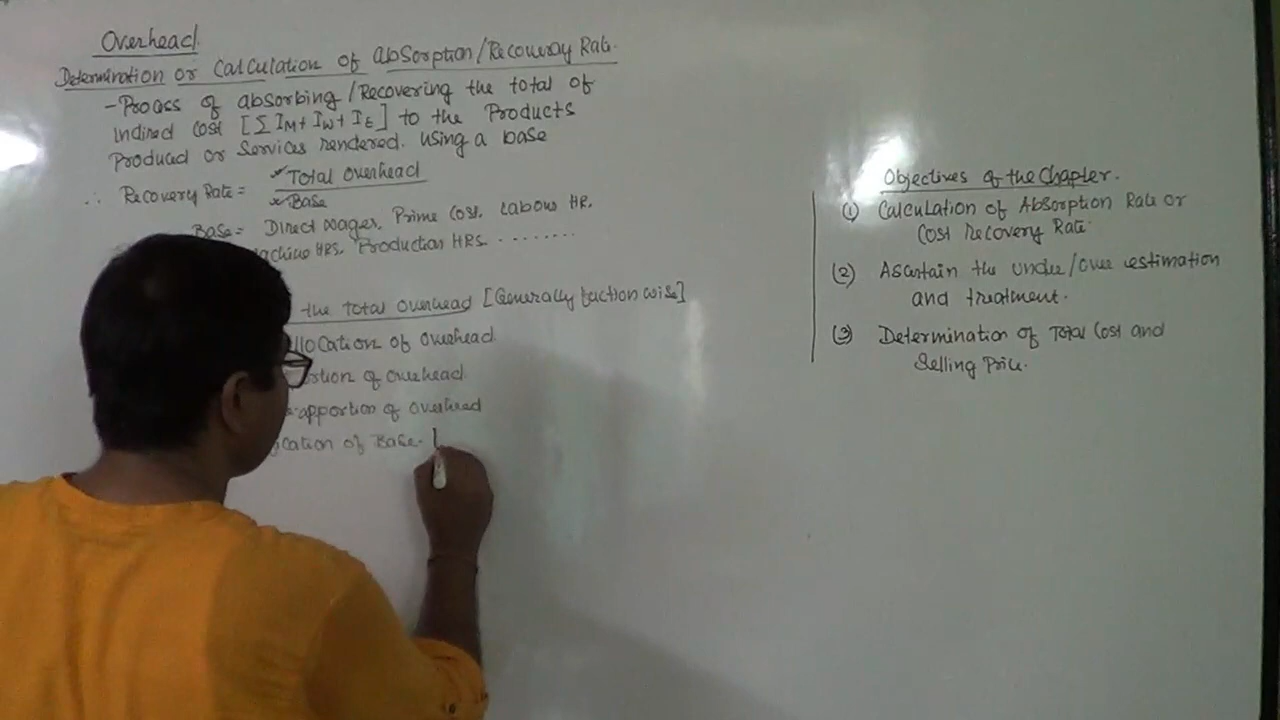 Overhead.
Determination or Calculation of absorption/Recovery Rate.
-Process of absorbing/Recovering the total of
indirect cost [Σ IM+ IW+ IE] to the Products
Produced or Services rendered. using a base
∴ Recovery Rate = Total overhead
Base
Base = Direct wages, Prime Cost, Labour HR,
Machine HRS, Production HRS. ........
the Total Overhead [Generally
of overhead.
of overhead.
apportion of overhead
of Base.
Objectives of the Chapter.
(1) Calculation of Absorption Rate or
Cost Recovery Rate.
(2) Ascertain the under/over estimation
and treatment.
(3) Determination of Total Cost and
Selling Price.